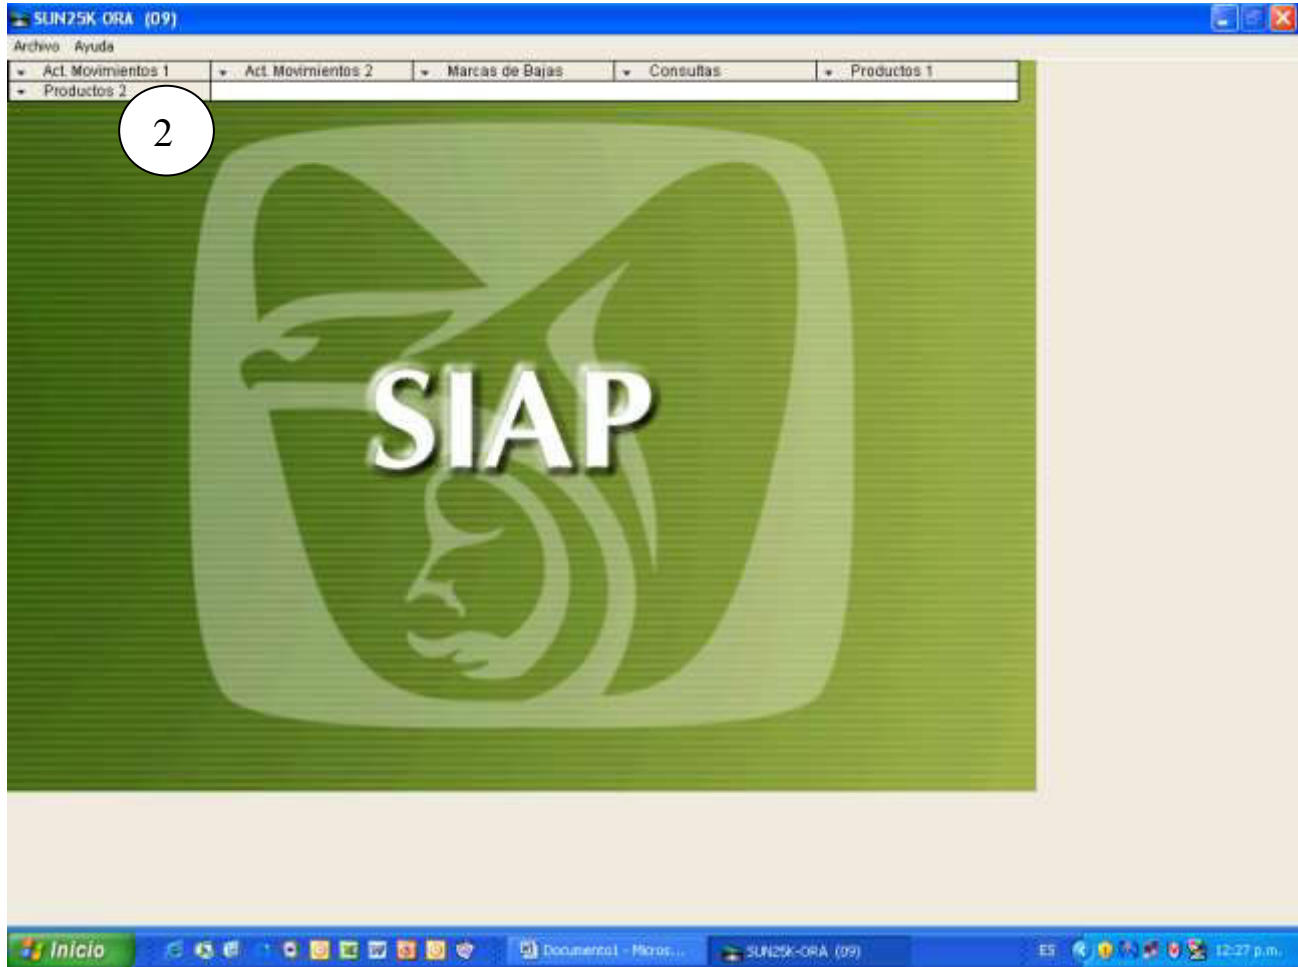 SUN25K-ORA (09)
Archivo Ayuda
Act. Movimientos 1 Act. Movimientos 2 Marcas de Bajas Consultas Productos 1
Productos 2
2
SIAP
Inicio Documento1 - Micros... SUN25K-ORA (09) ES 12:27 p.m.